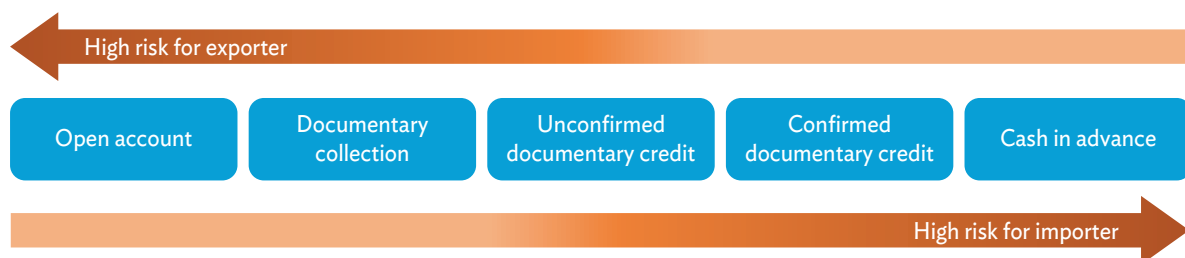 High risk for exporter
Open account
Documentary
collection
Unconfirmed
documentary credit
Confirmed
documentary credit
Cash in advance
High risk for importer